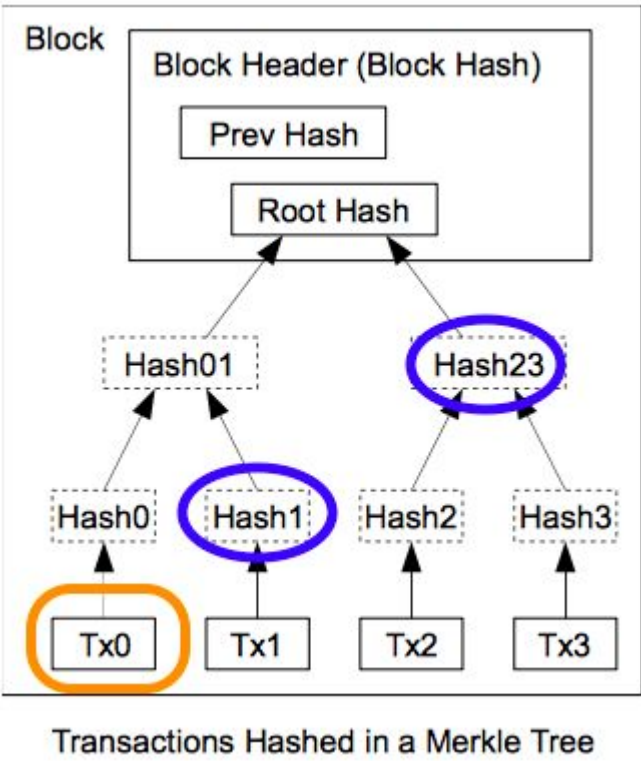 Block
Block Header (Block Hash)
Prev Hash
Root Hash
Hash01 Hash23
Hash0 Hash1 Hash2 Hash3
Tx0 Tx1 Tx2 Tx3
Transactions Hashed in a Merkle Tree